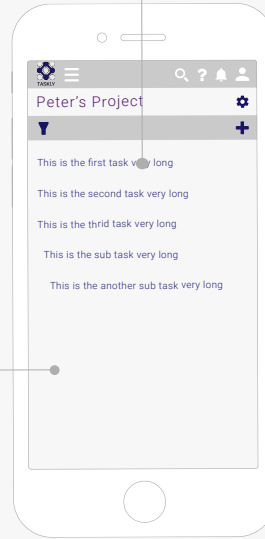 TASKLY
?
Peter's Project
This is the first task very long
This is the second task very long
This is the thrid task very long
This is the sub task very long
This is the another sub task very long